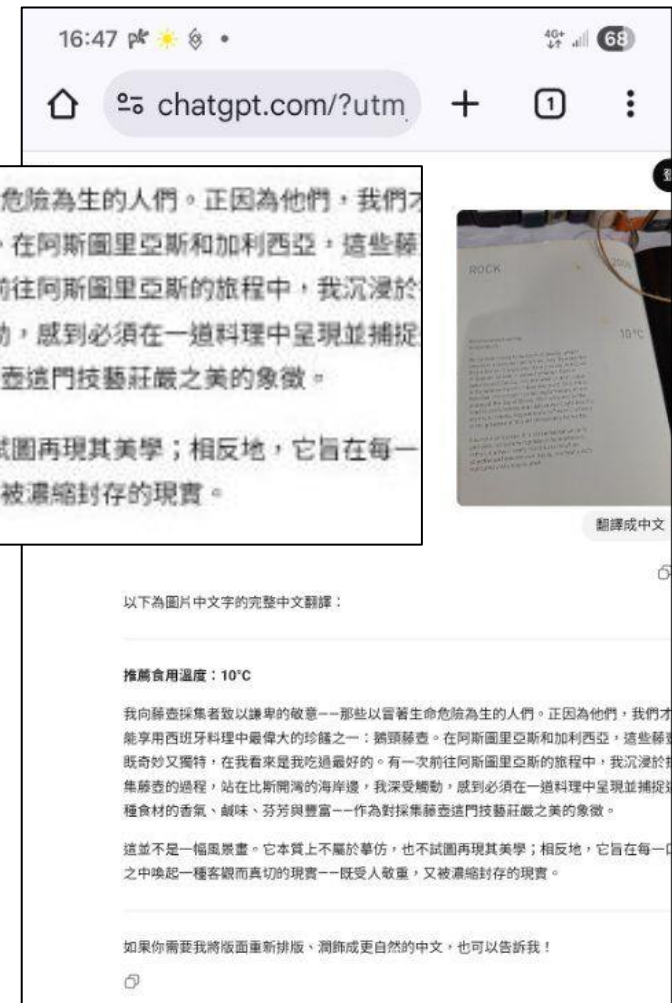 16:47
4G+
68
chatgpt.com/?utm
1
危險為生的人們。正因為他們，我們才
，在阿斯圖里亞斯和加利西亞，這些藤
前往阿斯圖里亞斯的旅程中，我沉浸於
動，感到必須在一道料理中呈現並捕捉
壺這門技藝莊嚴之美的象徵。
試圖再現其美學；相反地，它旨在每一
被濃縮封存的現實。
ROCK
10°C
翻譯成中文
以下為圖片中文字的完整中文翻譯：
推薦食用溫度：10°C
我向藤壺採集者致以謙卑的敬意——那些以冒著生命危險為生的人們。正因為他們，我們才
能享用西班牙料理中最偉大的珍饈之一：鵝頸藤壺。在阿斯圖里亞斯和加利西亞，這些藤壺
既奇妙又獨特，在我看來是我吃過最好的。有一次前往阿斯圖里亞斯的旅程中，我沉浸於
集藤壺的過程，站在比斯開灣的海岸邊，我深受觸動，感到必須在一道料理中呈現並捕捉這
種食材的香氣、鹹味、芬芳與豐富——作為對採集藤壺這門技藝莊嚴之美的象徵。
這並不是一幅風景畫。它本質上不屬於摹仿，也不試圖再現其美學；相反地，它旨在每一口
之中喚起一種客觀而真切的現實——既受人敬重，又被濃縮封存的現實。
如果你需要我將版面重新排版、潤飾成更自然的中文，也可以告訴我！